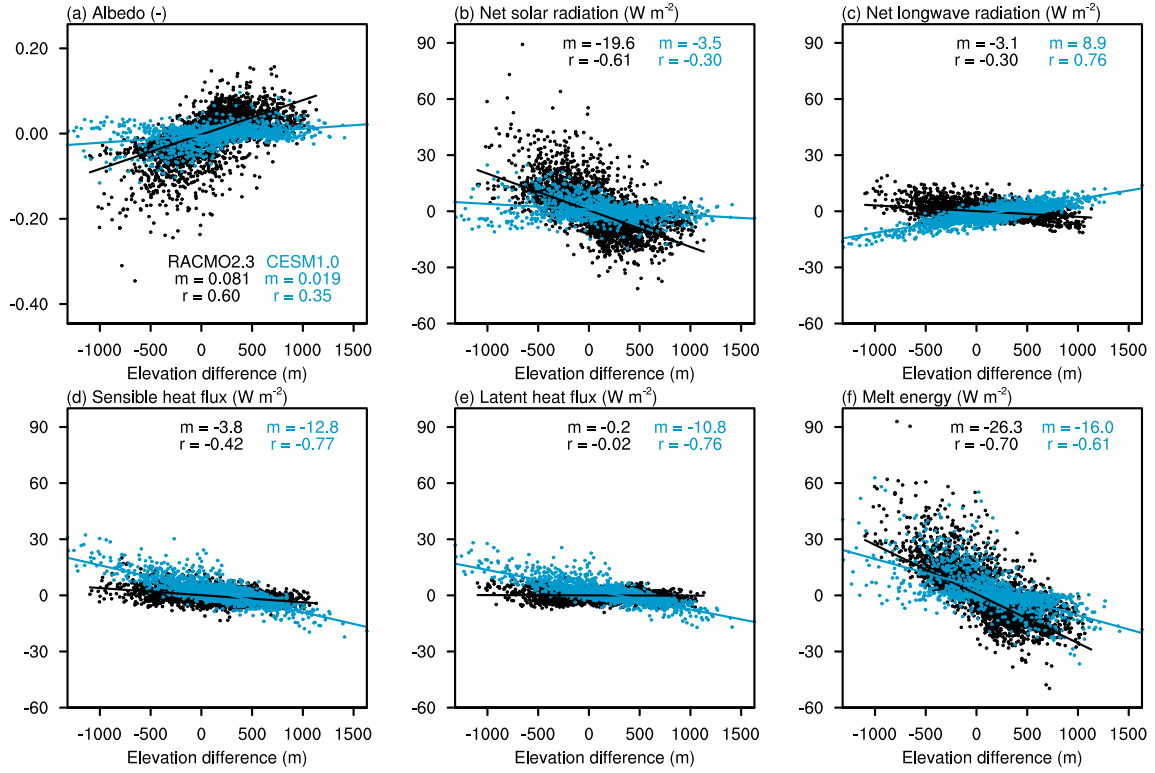 (a) Albedo (-)
0.20
0.00
-0.20
-0.40
RACMO2.3 CESM1.0
m = 0.081 m = 0.019
r = 0.60 r = 0.35
-1000 -500 0 500 1000 1500
Elevation difference (m)
(b) Net solar radiation (W m-2)
90
60
30
0
-30
-60
m = -19.6 m = -3.5
r = -0.61 r = -0.30
-1000 -500 0 500 1000 1500
Elevation difference (m)
(c) Net longwave radiation (W m-2)
90
60
30
0
-30
-60
m = -3.1 m = 8.9
r = -0.30 r = 0.76
-1000 -500 0 500 1000 1500
Elevation difference (m)
(d) Sensible heat flux (W m-2)
90
60
30
0
-30
-60
m = -3.8 m = -12.8
r = -0.42 r = -0.77
-1000 -500 0 500 1000 1500
Elevation difference (m)
(e) Latent heat flux (W m-2)
90
60
30
0
-30
-60
m = -0.2 m = -10.8
r = -0.02 r = -0.76
-1000 -500 0 500 1000 1500
Elevation difference (m)
(f) Melt energy (W m-2)
90
60
30
0
-30
-60
m = -26.3 m = -16.0
r = -0.70 r = -0.61
-1000 -500 0 500 1000 1500
Elevation difference (m)